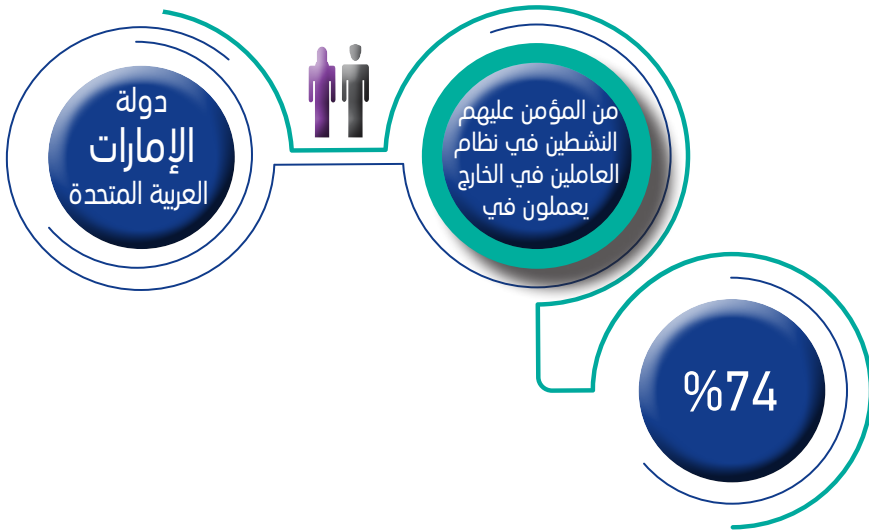 %74
من المؤمن عليهم
النشطين في نظام
العاملين في الخارج
يعملون في
دولة
الإمارات
العربية المتحدة